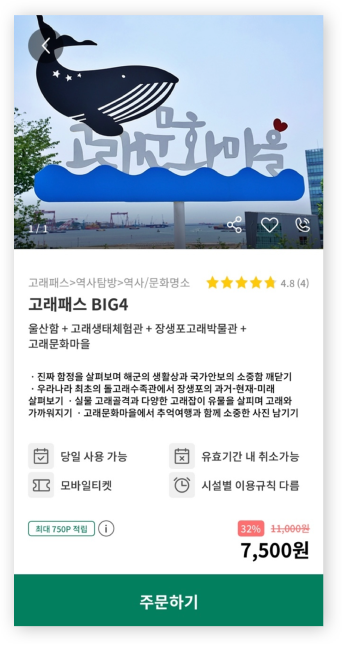 고래문화마을
1 / 1
고래패스>역사탐방>역사/문화명소
4.8 (4)
고래패스 BIG4
울산함 + 고래생태체험관 + 장생포고래박물관 +
고래문화마을
· 진짜 함정을 살펴보며 해군의 생활상과 국가안보의 소중함 깨닫기
· 우라나라 최초의 돌고래수족관에서 장생포의 과거-현재-미래
살펴보기 · 실물 고래골격과 다양한 고래잡이 유물을 살피며 고래와
가까워지기 · 고래문화마을에서 추억여행과 함께 소중한 사진 남기기
당일 사용 가능
유효기간 내 취소가능
모바일티켓
시설별 이용규칙 다름
최대 750P 적립
32% 11,000원
7,500원
주문하기